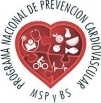 PROGRAMA NACIONAL DE PREVENCION CARDIOVASCULAR
MSP y BS